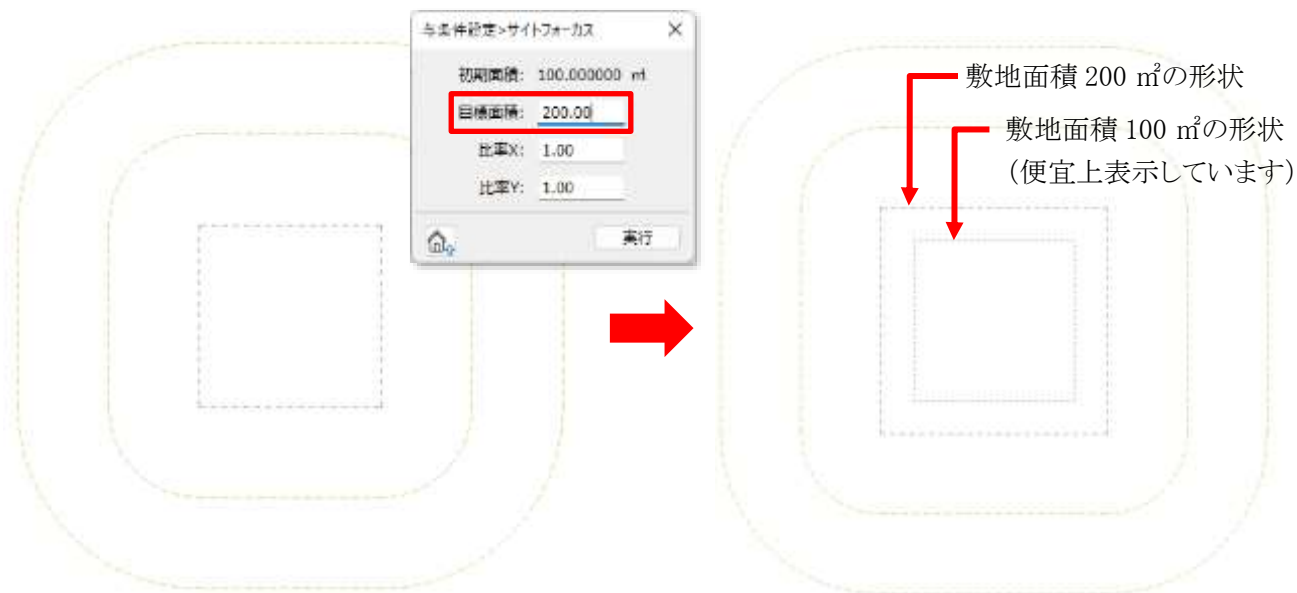 与条件設定>サイトフォーカス
初期面積: 100.000000 ㎡
目標面積: 200.00
比率X: 1.00
比率Y: 1.00
実行
敷地面積 200 ㎡の形状
敷地面積 100 ㎡の形状
（便宜上表示しています）